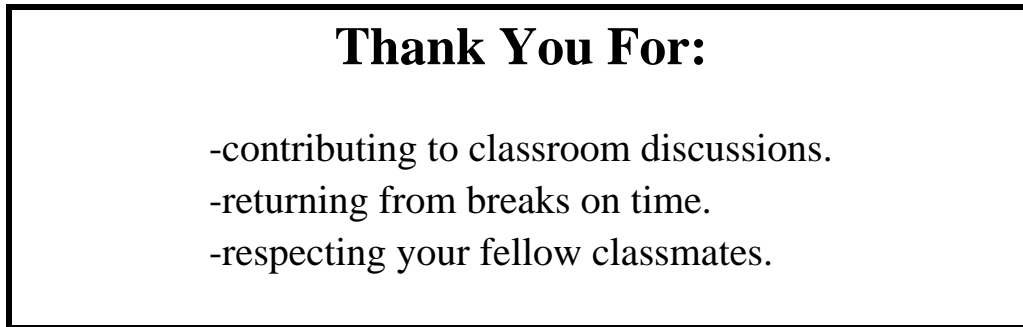 Thank You For:
-contributing to classroom discussions.
-returning from breaks on time.
-respecting your fellow classmates.